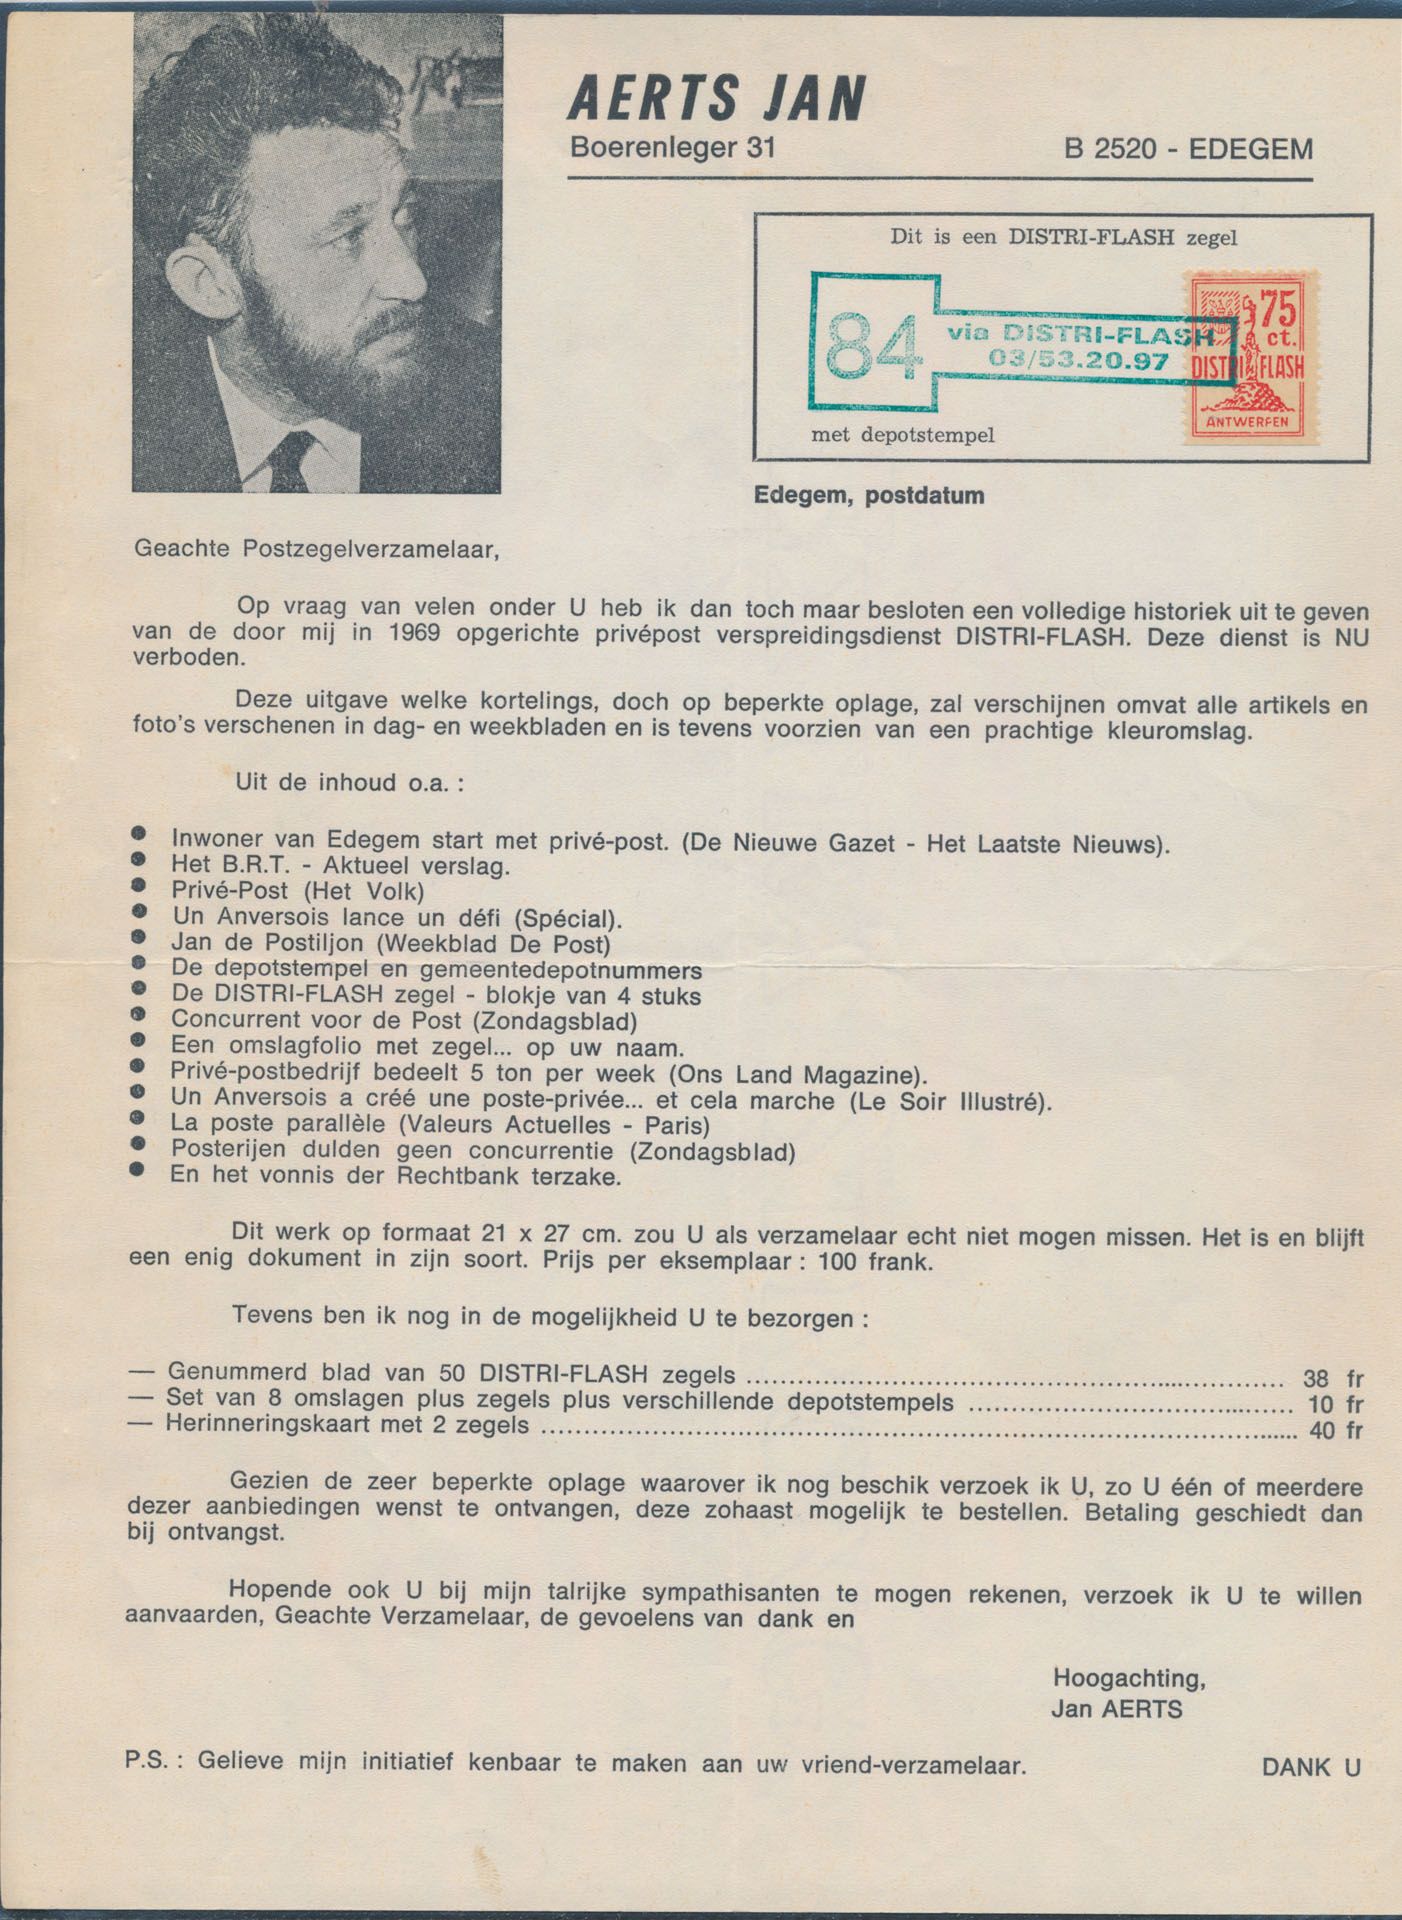 AERTS JAN
Boerenleger 31 B 2520 - EDEGEM
Dit is een DISTRI-FLASH zegel
84
via DISTRI-FLASH
03/53.20.97
75
ct.
DISTRI FLASH
ANTWERPEN
met depotstempel
Edegem, postdatum
Geachte Postzegelverzamelaar,
Op vraag van velen onder U heb ik dan toch maar besloten een volledige historiek uit te geven
van de door mij in 1969 opgerichte privépost verspreidingsdienst DISTRI-FLASH. Deze dienst is NU
verboden.
Deze uitgave welke kortelings, doch op beperkte oplage, zal verschijnen omvat alle artikels en
foto's verschenen in dag- en weekbladen en is tevens voorzien van een prachtige kleuromslag.
Uit de inhoud o.a. :
● Inwoner van Edegem start met privé-post. (De Nieuwe Gazet - Het Laatste Nieuws).
● Het B.R.T. - Aktueel verslag.
● Privé-Post (Het Volk)
● Un Anversois lance un défi (Spécial).
● Jan de Postiljon (Weekblad De Post)
● De depotstempel en gemeentedepotnummers
● De DISTRI-FLASH zegel - blokje van 4 stuks
● Concurrent voor de Post (Zondagsblad)
● Een omslagfolio met zegel... op uw naam.
● Privé-postbedrijf bedeelt 5 ton per week (Ons Land Magazine).
● Un Anversois a créé une poste-privée... et cela marche (Le Soir Illustré).
● La poste parallèle (Valeurs Actuelles - Paris)
● Posterijen dulden geen concurrentie (Zondagsblad)
● En het vonnis der Rechtbank terzake.
Dit werk op formaat 21 x 27 cm. zou U als verzamelaar echt niet mogen missen. Het is en blijft
een enig dokument in zijn soort. Prijs per eksemplaar : 100 frank.
Tevens ben ik nog in de mogelijkheid U te bezorgen :
— Genummerd blad van 50 DISTRI-FLASH zegels ........................................ 38 fr
— Set van 8 omslagen plus zegels plus verschillende depotstempels ........................................ 10 fr
— Herinneringskaart met 2 zegels ........................................ 40 fr
Gezien de zeer beperkte oplage waarover ik nog beschik verzoek ik U, zo U één of meerdere
dezer aanbiedingen wenst te ontvangen, deze zohaast mogelijk te bestellen. Betaling geschiedt dan
bij ontvangst.
Hopende ook U bij mijn talrijke sympathisanten te mogen rekenen, verzoek ik U te willen
aanvaarden, Geachte Verzamelaar, de gevoelens van dank en
Hoogachting,
Jan AERTS
P.S. : Gelieve mijn initiatief kenbaar te maken aan uw vriend-verzamelaar. DANK U